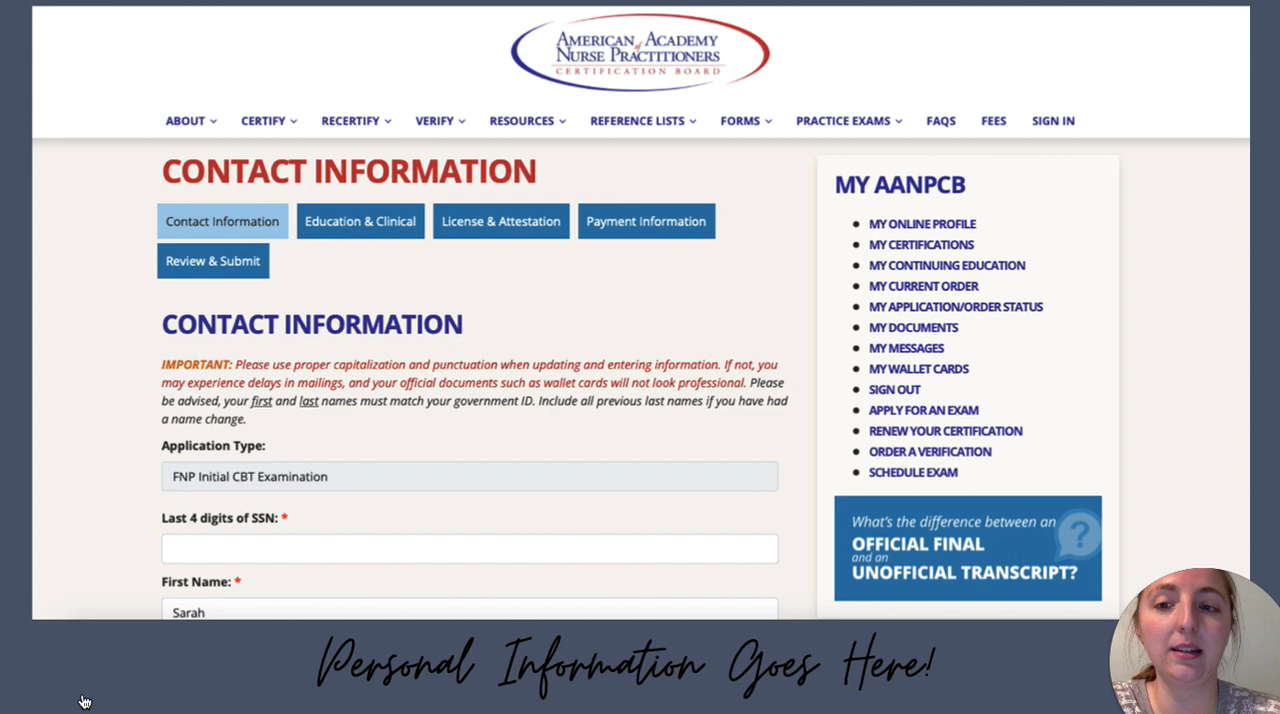 AMERICAN of ACADEMY
NURSE PRACTITIONERS
CERTIFICATION BOARD
ABOUT CERTIFY RECERTIFY VERIFY RESOURCES REFERENCE LISTS FORMS PRACTICE EXAMS FAQS FEES SIGN IN
CONTACT INFORMATION
Contact Information Education & Clinical License & Attestation Payment Information
Review & Submit
CONTACT INFORMATION
IMPORTANT: Please use proper capitalization and punctuation when updating and entering information. If not, you
may experience delays in mailings, and your official documents such as wallet cards will not look professional. Please
be advised, your first and last names must match your government ID. Include all previous last names if you have had
a name change.
Application Type:
FNP Initial CBT Examination
Last 4 digits of SSN: *
First Name: *
Sarah
MY AANPCB
• MY ONLINE PROFILE
• MY CERTIFICATIONS
• MY CONTINUING EDUCATION
• MY CURRENT ORDER
• MY APPLICATION/ORDER STATUS
• MY DOCUMENTS
• MY MESSAGES
• MY WALLET CARDS
• SIGN OUT
• APPLY FOR AN EXAM
• RENEW YOUR CERTIFICATION
• ORDER A VERIFICATION
• SCHEDULE EXAM
What's the difference between an
OFFICIAL FINAL
and an
UNOFFICIAL TRANSCRIPT?
?
Personal Information Goes Here!